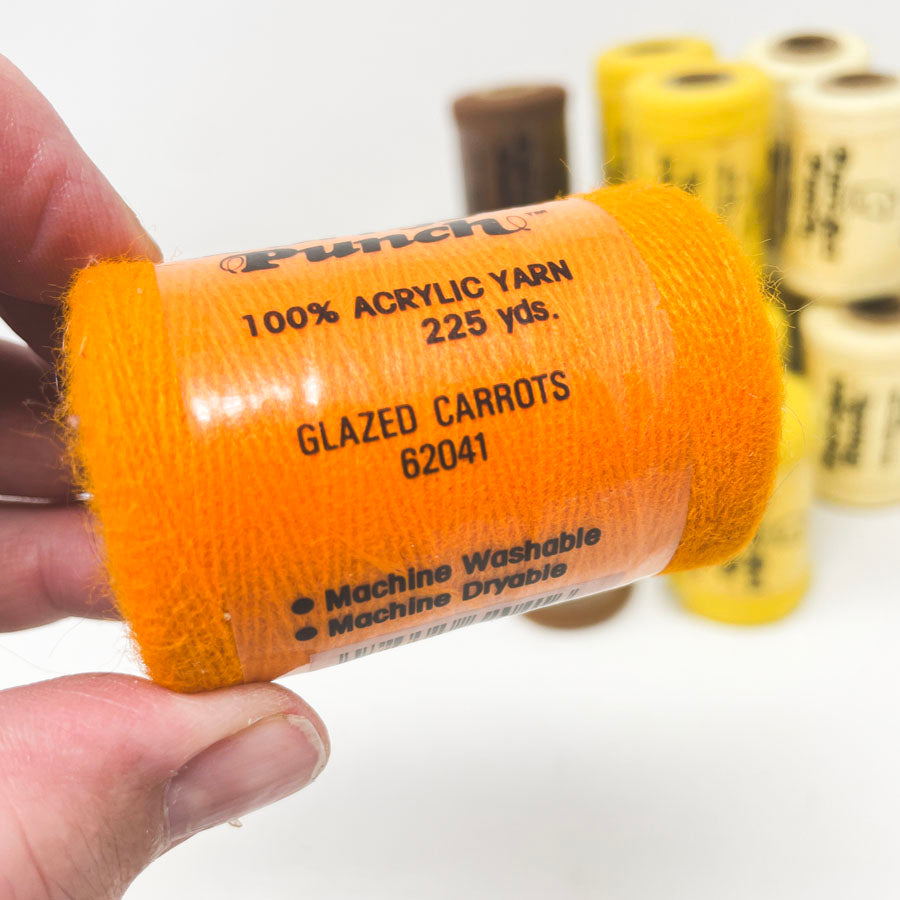 Punch™
100% ACRYLIC YARN
225 yds.
GLAZED CARROTS
62041
● Machine Washable
● Machine Dryable